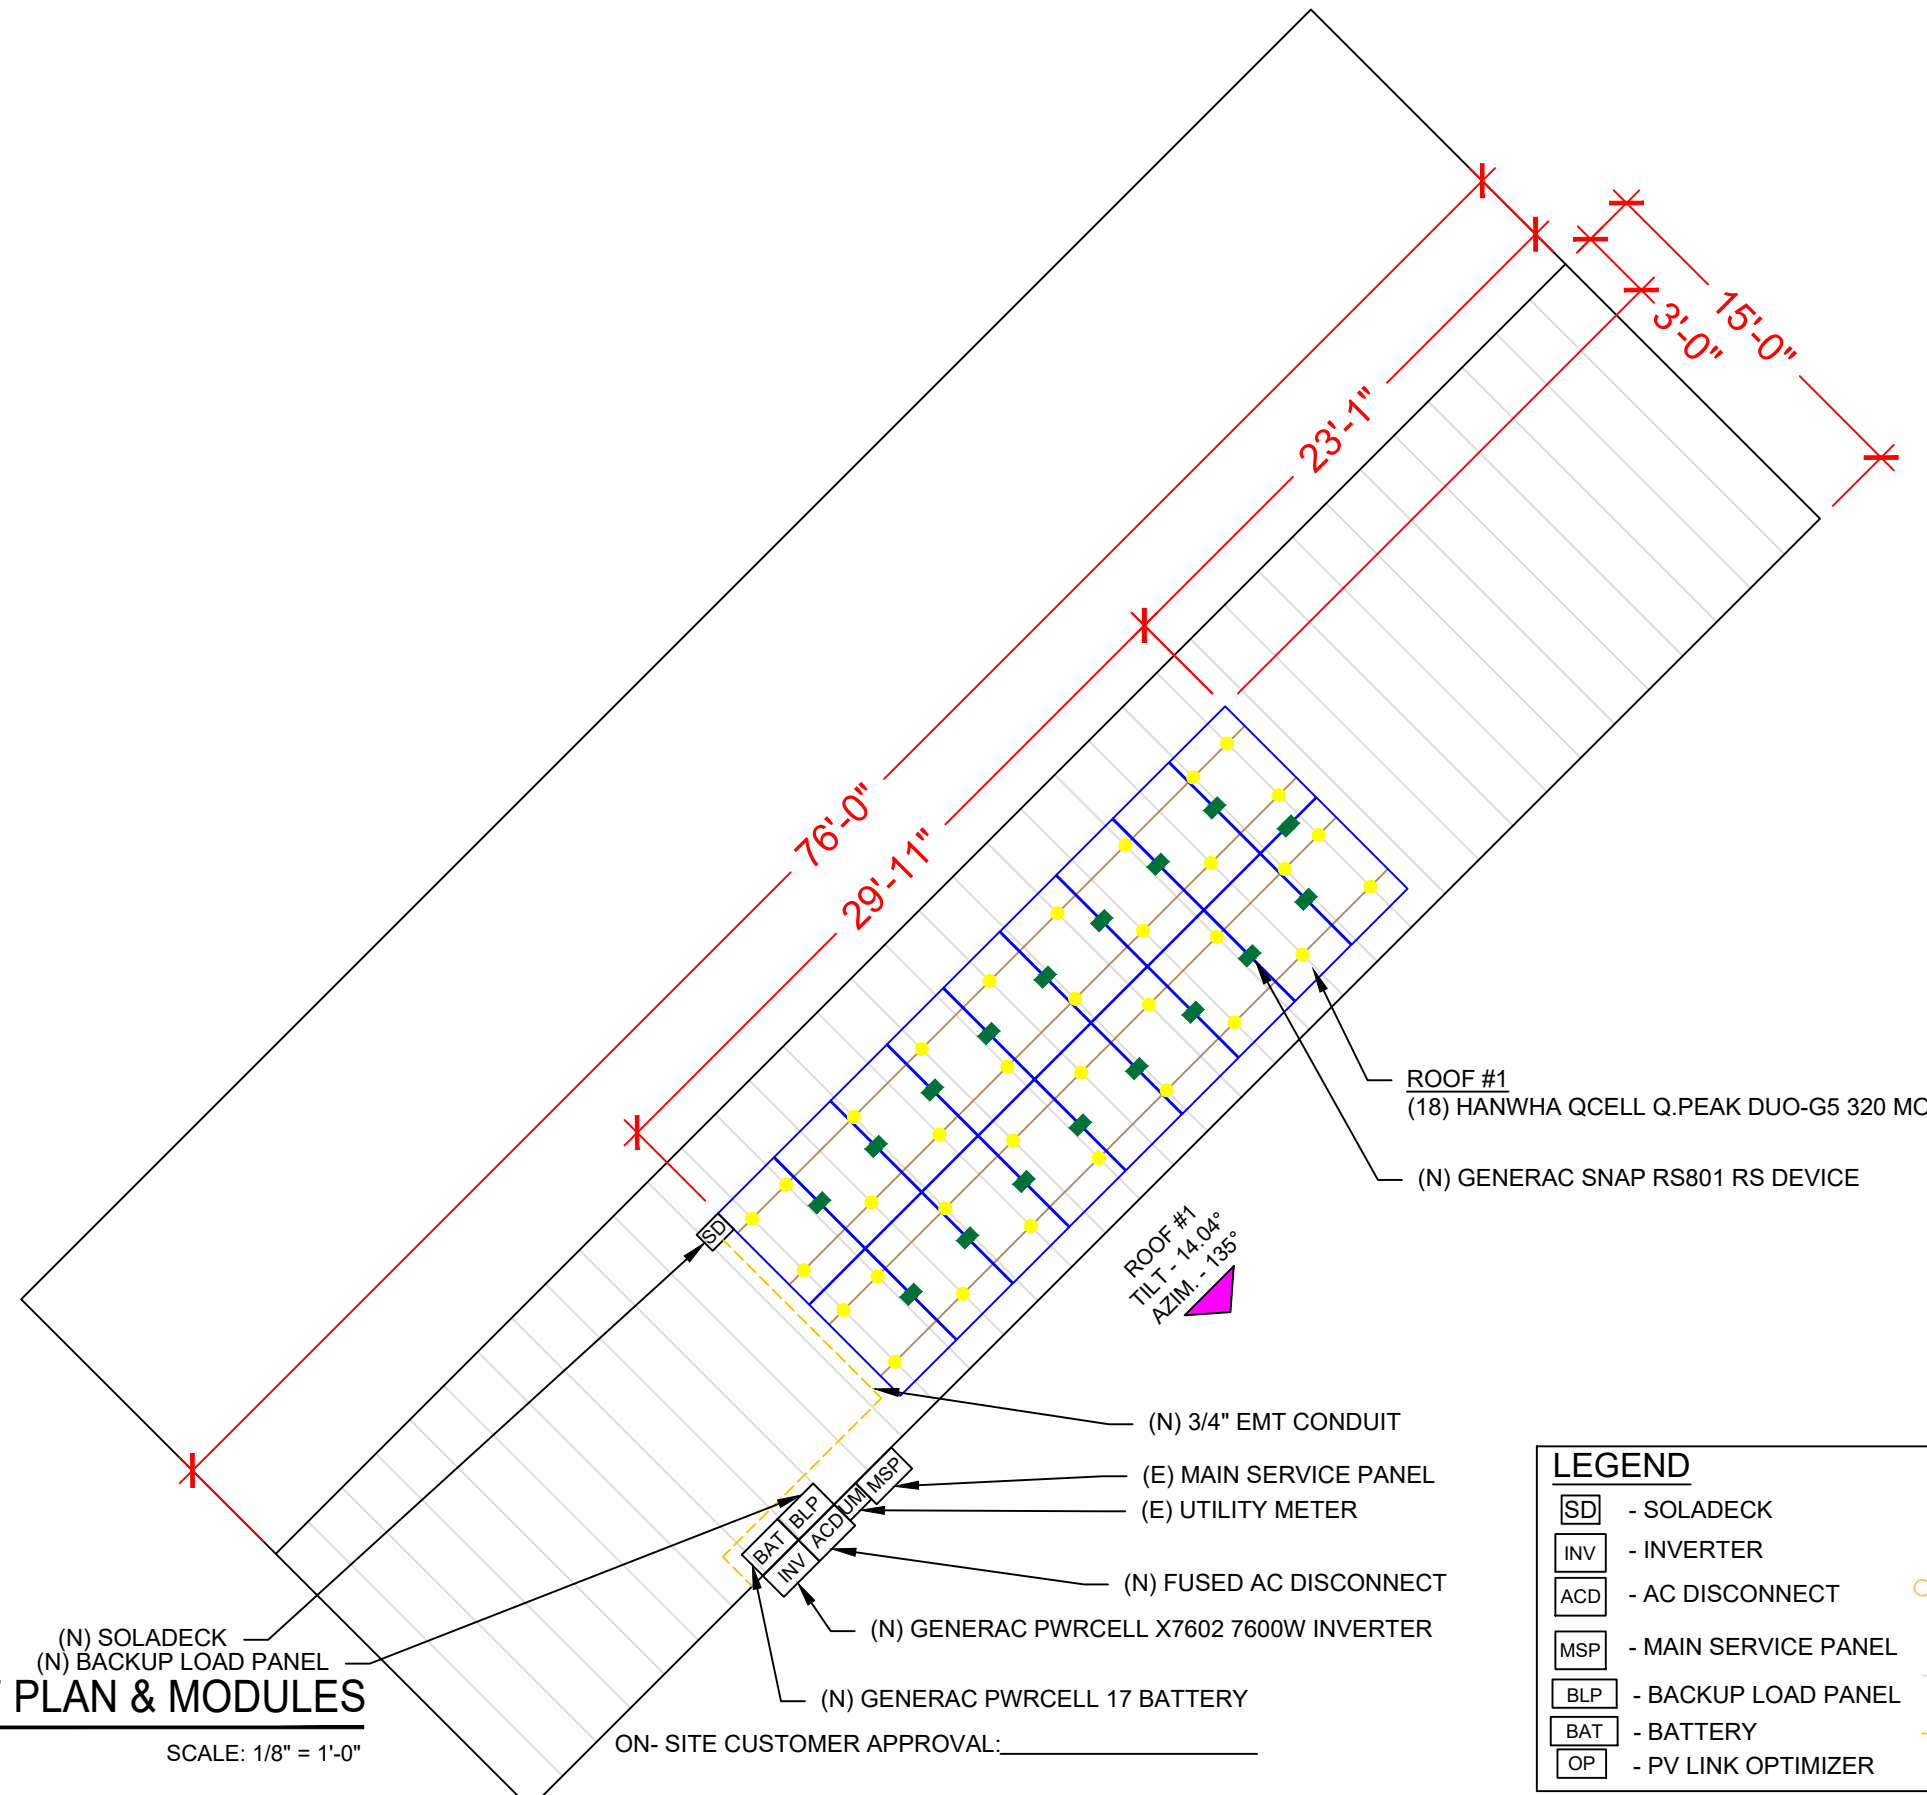 15'-0"
3'-0"
23'-1"
76'-0"
29'-11"
SD
ROOF #1
(18) HANWHA QCELL Q.PEAK DUO-G5 320
(N) GENERAC SNAP RS801 RS DEVICE
ROOF #1
TILT - 14.04°
AZIM. - 135°
(N) 3/4" EMT CONDUIT
(E) MAIN SERVICE PANEL
(E) UTILITY METER
MSP
UM
BLP
ACD
BAT
INV
(N) FUSED AC DISCONNECT
(N) GENERAC PWRCELL X7602 7600W INVERTER
(N) SOLADECK
(N) BACKUP LOAD PANEL
PLAN & MODULES
SCALE: 1/8" = 1'-0"
(N) GENERAC PWRCELL 17 BATTERY
ON- SITE CUSTOMER APPROVAL:
LEGEND
SD - SOLADECK
INV - INVERTER
ACD - AC DISCONNECT
MSP - MAIN SERVICE PANEL
BLP - BACKUP LOAD PANEL
BAT - BATTERY
OP - PV LINK OPTIMIZER